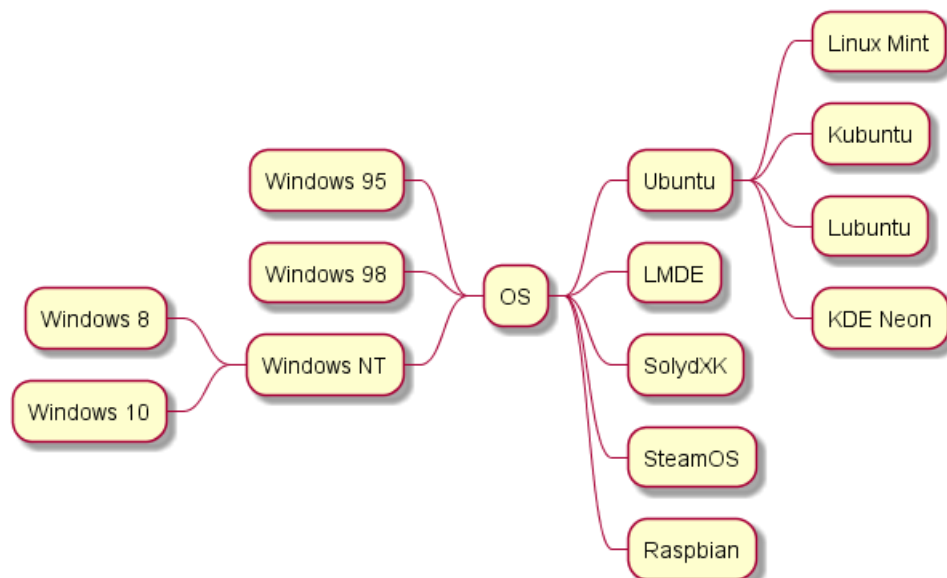 Linux Mint
Kubuntu
Windows 95
Ubuntu
Lubuntu
Windows 98
LMDE
OS
Windows 8
KDE Neon
Windows NT
SolydXK
Windows 10
SteamOS
Raspbian